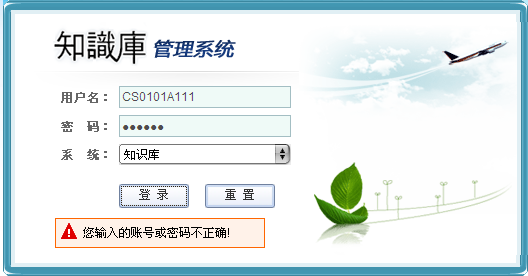 知識庫 管理系统
用户名： CS0101A111
密 码： ●●●●●●
系 统： 知识库
登 录 重 置
您输入的账号或密码不正确!